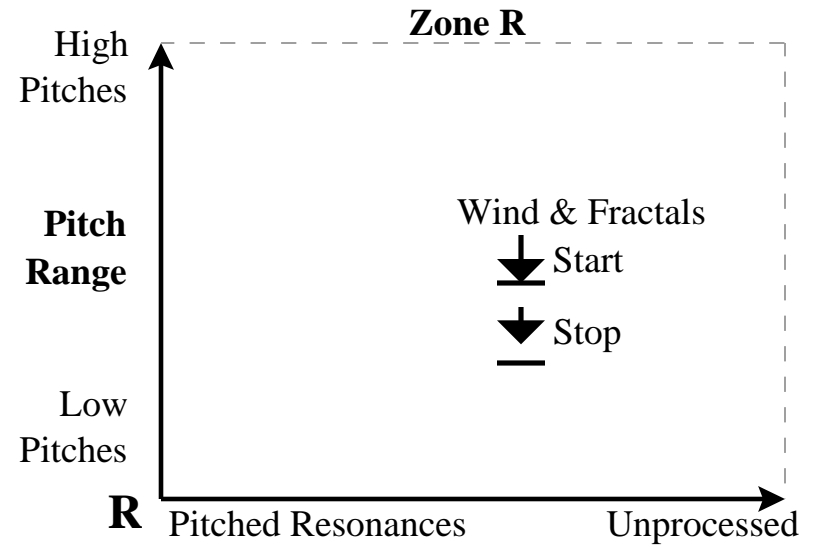 Zone R
High
Pitches
Wind & Fractals
Pitch
Range
Start
Stop
Low
Pitches
R
Pitched Resonances
Unprocessed